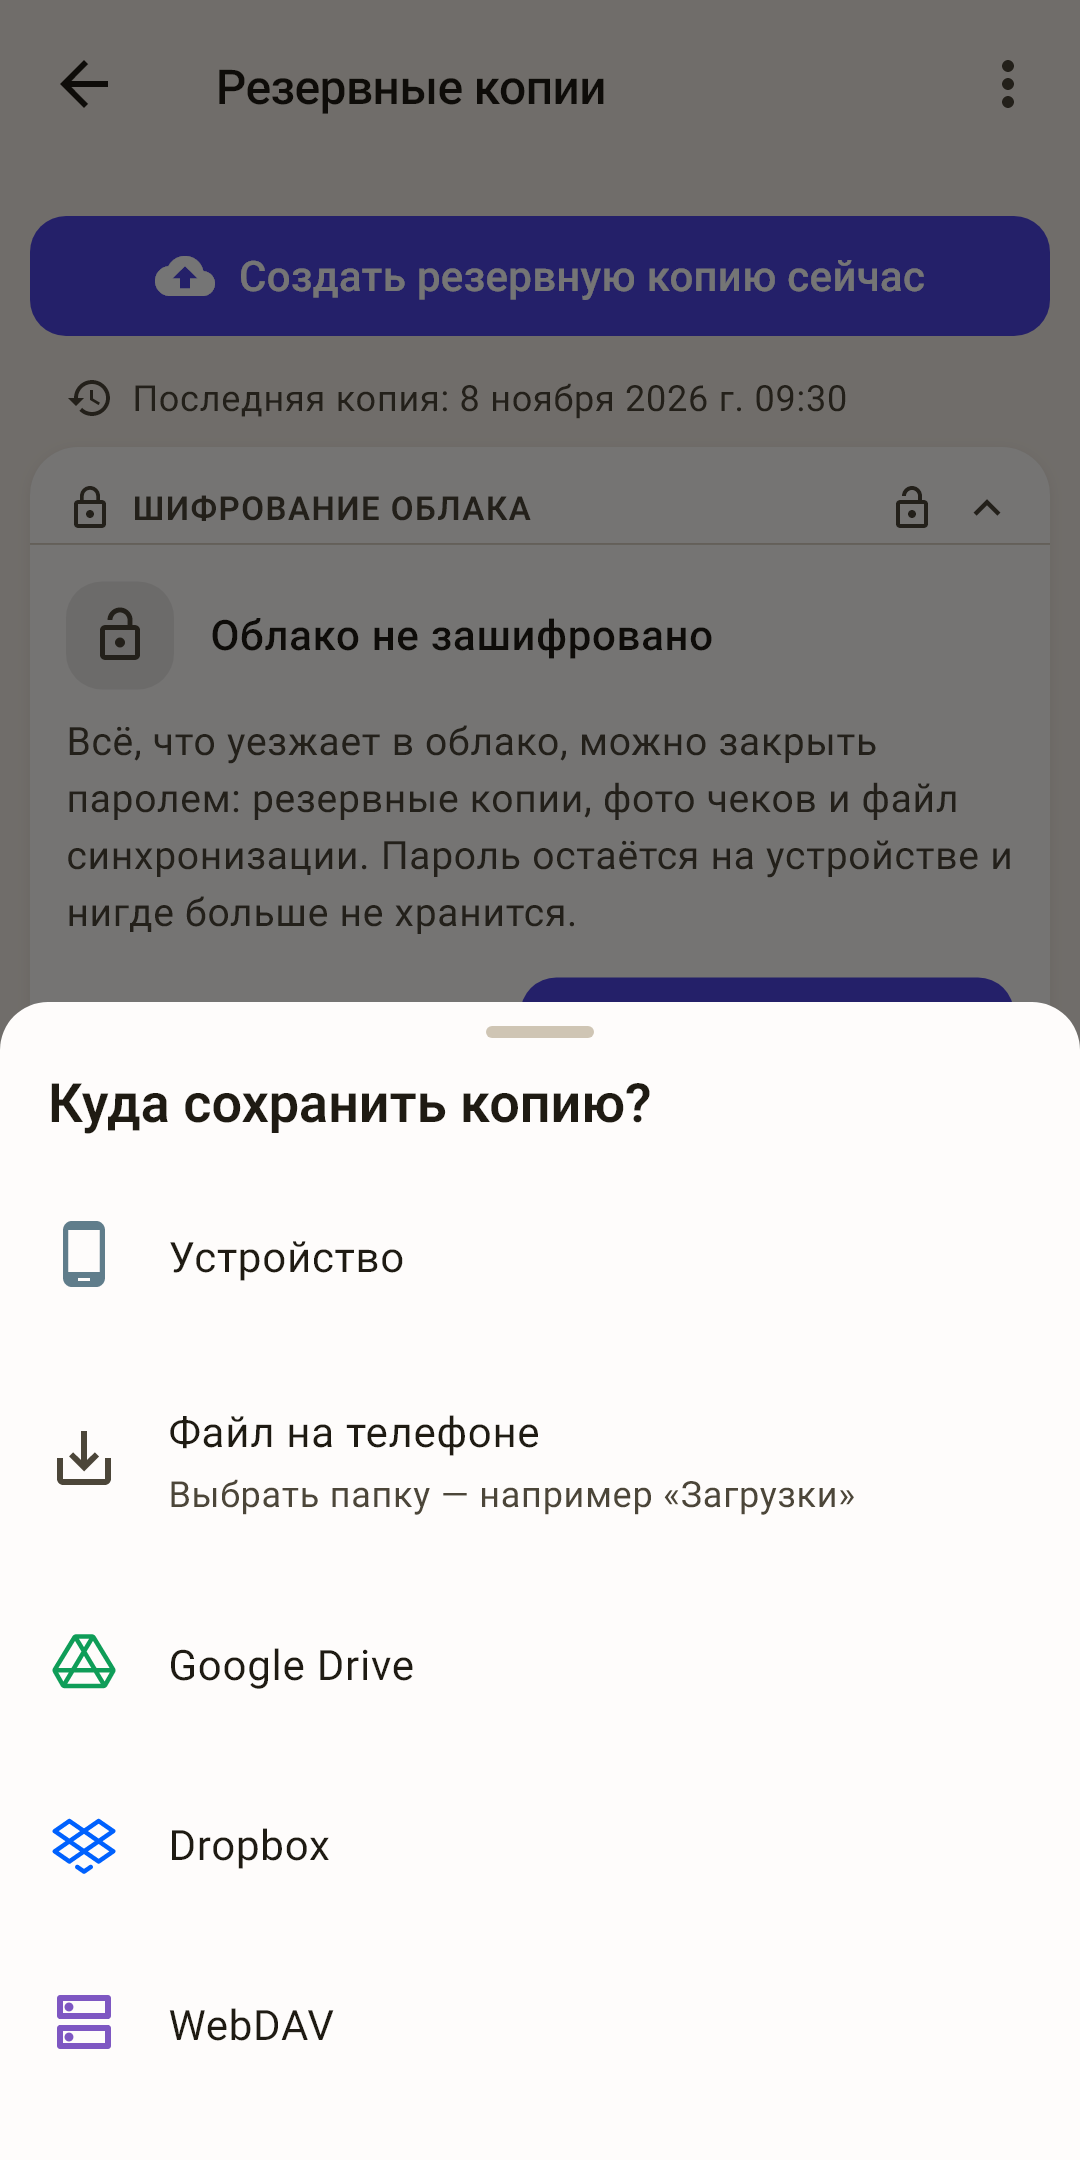 Резервные копии
Создать резервную копию сейчас
Последняя копия: 8 ноября 2026 г. 09:30
ШИФРОВАНИЕ ОБЛАКА
Облако не зашифровано
Всё, что уезжает в облако, можно закрыть
паролем: резервные копии, фото чеков и файл
синхронизации. Пароль остаётся на устройстве и
нигде больше не хранится.
Куда сохранить копию?
Устройство
Файл на телефоне
Выбрать папку — например «Загрузки»
Google Drive
Dropbox
WebDAV